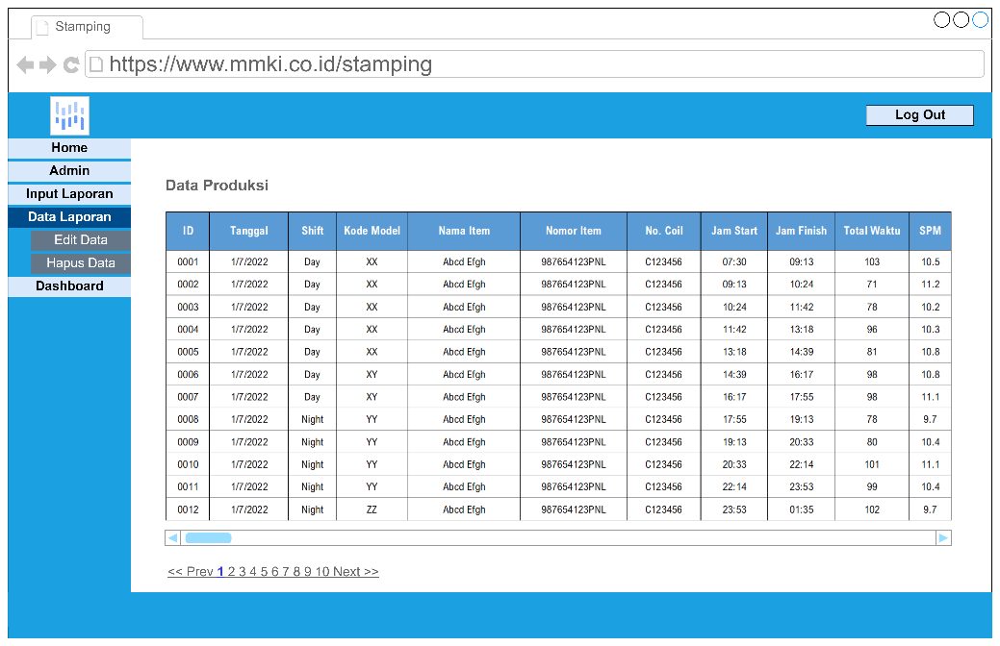 Stamping
https://www.mmki.co.id/stamping
Log Out
Home
Admin
Input Laporan
Data Laporan
Edit Data
Hapus Data
Dashboard
Data Produksi
ID Tanggal Shift Kode Model Nama Item Nomor Item No. Coil Jam Start Jam Finish Total Waktu SPM
0001 1/7/2022 Day XX Abcd Efgh 987654123PNL C123456 07:30 09:13 103 10.5
0002 1/7/2022 Day XX Abcd Efgh 987654123PNL C123456 09:13 10:24 71 11.2
0003 1/7/2022 Day XX Abcd Efgh 987654123PNL C123456 10:24 11:42 78 10.2
0004 1/7/2022 Day XX Abcd Efgh 987654123PNL C123456 11:42 13:18 96 10.3
0005 1/7/2022 Day XX Abcd Efgh 987654123PNL C123456 13:18 14:39 81 10.8
0006 1/7/2022 Day XY Abcd Efgh 987654123PNL C123456 14:39 16:17 98 10.8
0007 1/7/2022 Day XY Abcd Efgh 987654123PNL C123456 16:17 17:55 98 11.1
0008 1/7/2022 Night YY Abcd Efgh 987654123PNL C123456 17:55 19:13 78 9.7
0009 1/7/2022 Night YY Abcd Efgh 987654123PNL C123456 19:13 20:33 80 10.4
0010 1/7/2022 Night YY Abcd Efgh 987654123PNL C123456 20:33 22:14 101 11.1
0011 1/7/2022 Night YY Abcd Efgh 987654123PNL C123456 22:14 23:53 99 10.4
0012 1/7/2022 Night ZZ Abcd Efgh 987654123PNL C123456 23:53 01:35 102 9.7
<< Prev 1 2 3 4 5 6 7 8 9 10 Next >>